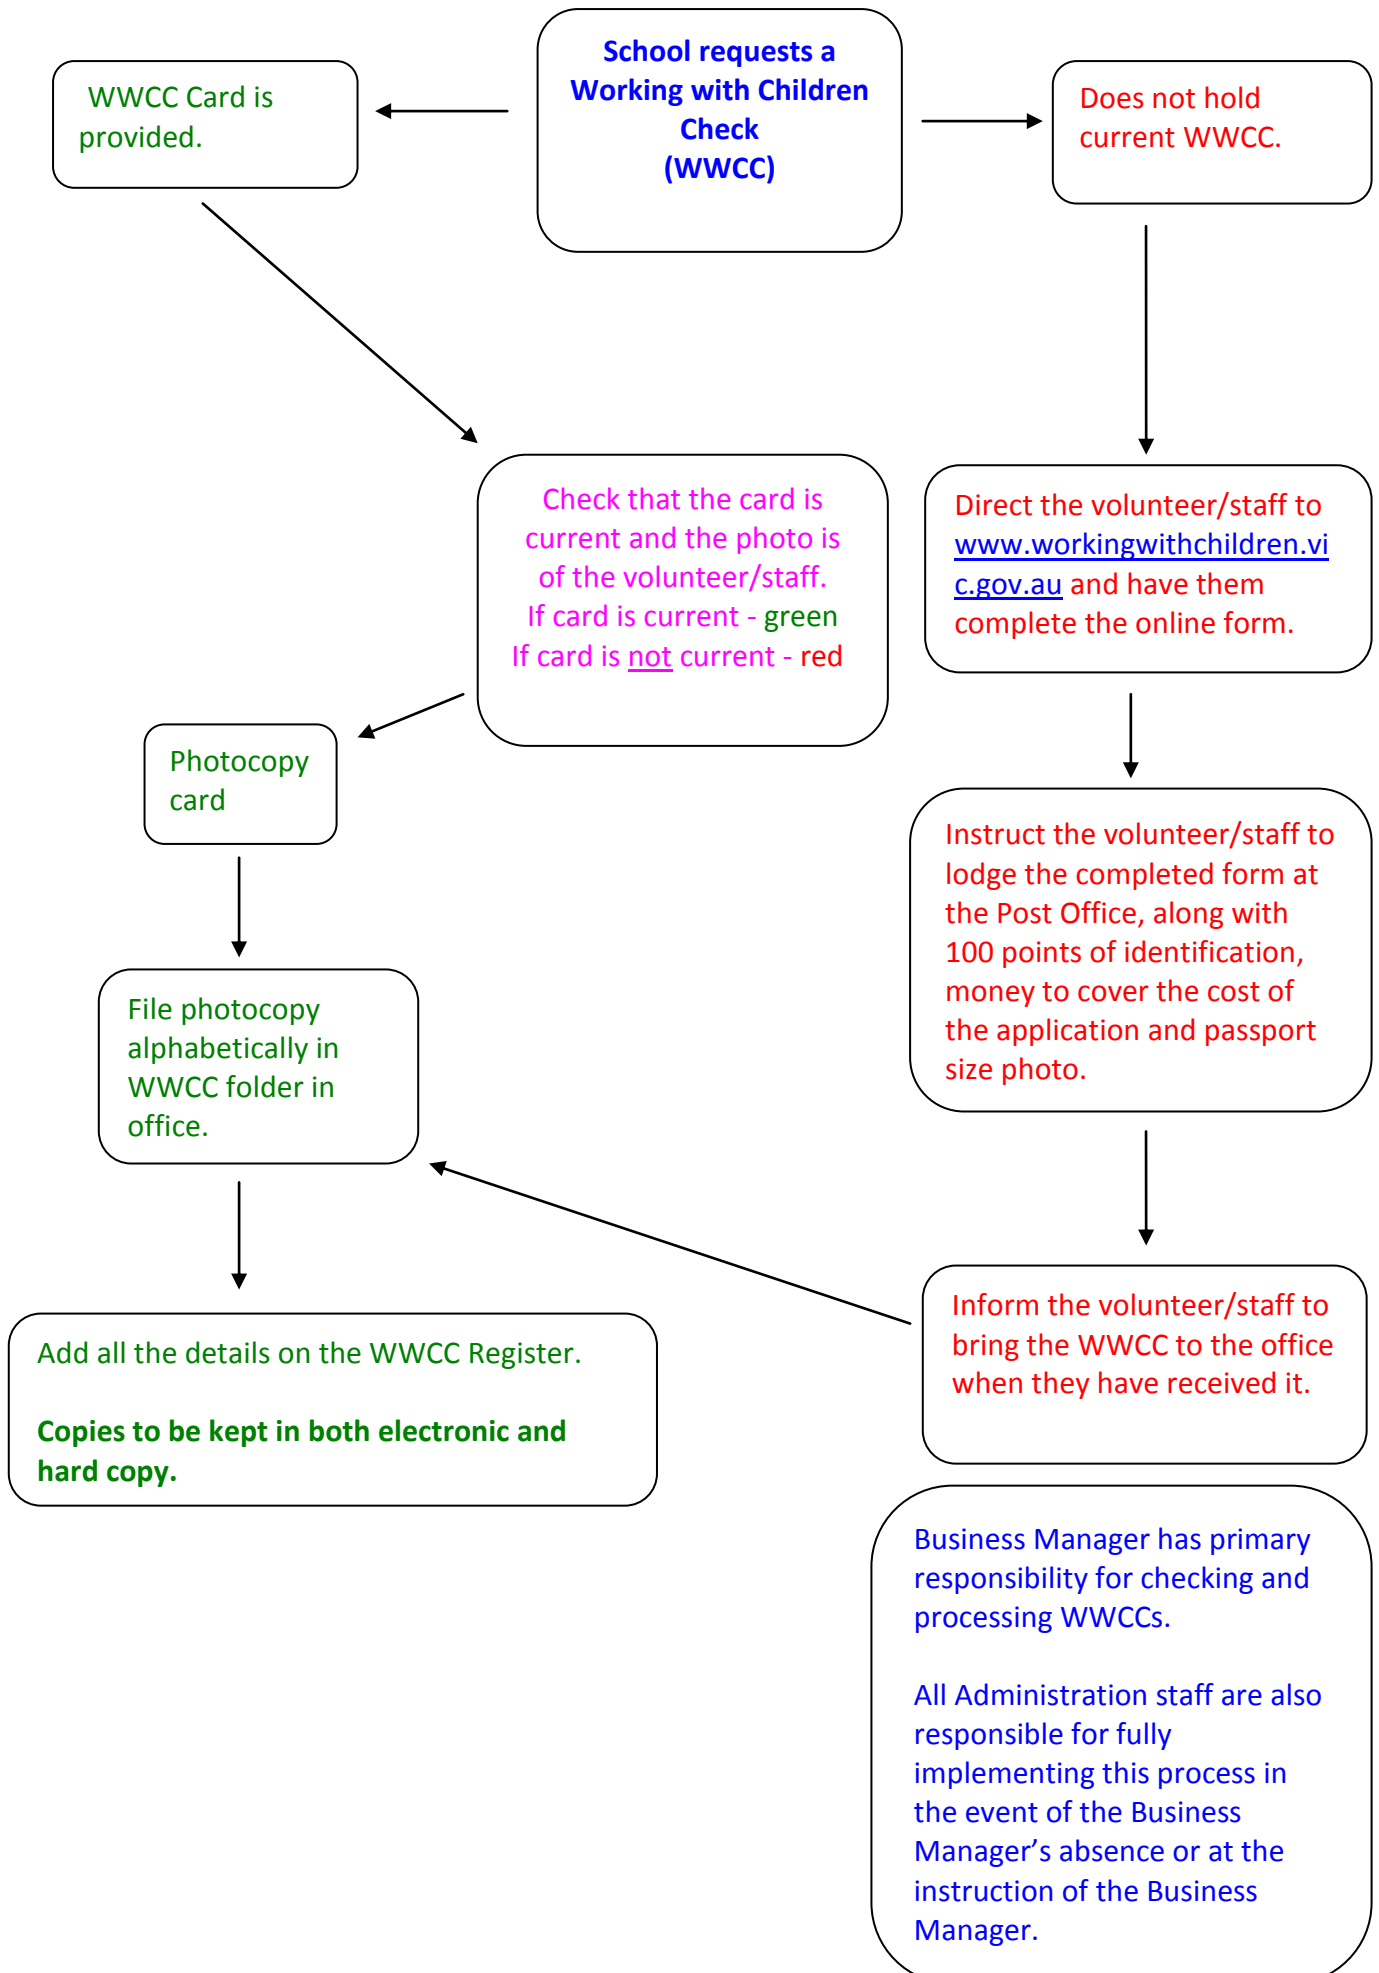 School requests a
Working with Children
Check
(WWCC)
WWCC Card is
provided.
Does not hold
current WWCC.
Check that the card is
current and the photo is
of the volunteer/staff.
If card is current - green
If card is not current - red
Direct the volunteer/staff to
www.workingwithchildren.vi
c.gov.au and have them
complete the online form.
Photocopy
card
Instruct the volunteer/staff to
lodge the completed form at
the Post Office, along with
100 points of identification,
money to cover the cost of
the application and passport
size photo.
File photocopy
alphabetically in
WWCC folder in
office.
Inform the volunteer/staff to
bring the WWCC to the office
when they have received it.
Add all the details on the WWCC Register.
Copies to be kept in both electronic and
hard copy.
Business Manager has primary
responsibility for checking and
processing WWCCs.
All Administration staff are also
responsible for fully
implementing this process in
the event of the Business
Manager’s absence or at the
instruction of the Business
Manager.